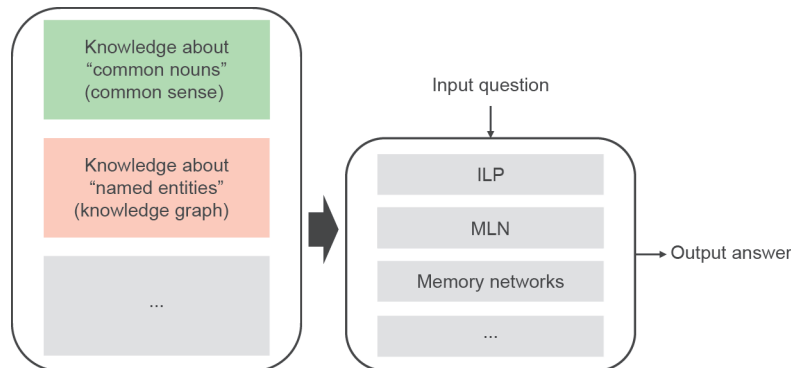 Knowledge about
“common nouns”
(common sense)
Knowledge about
“named entities”
(knowledge graph)
...
Input question
ILP
MLN
Memory networks
...
Output answer